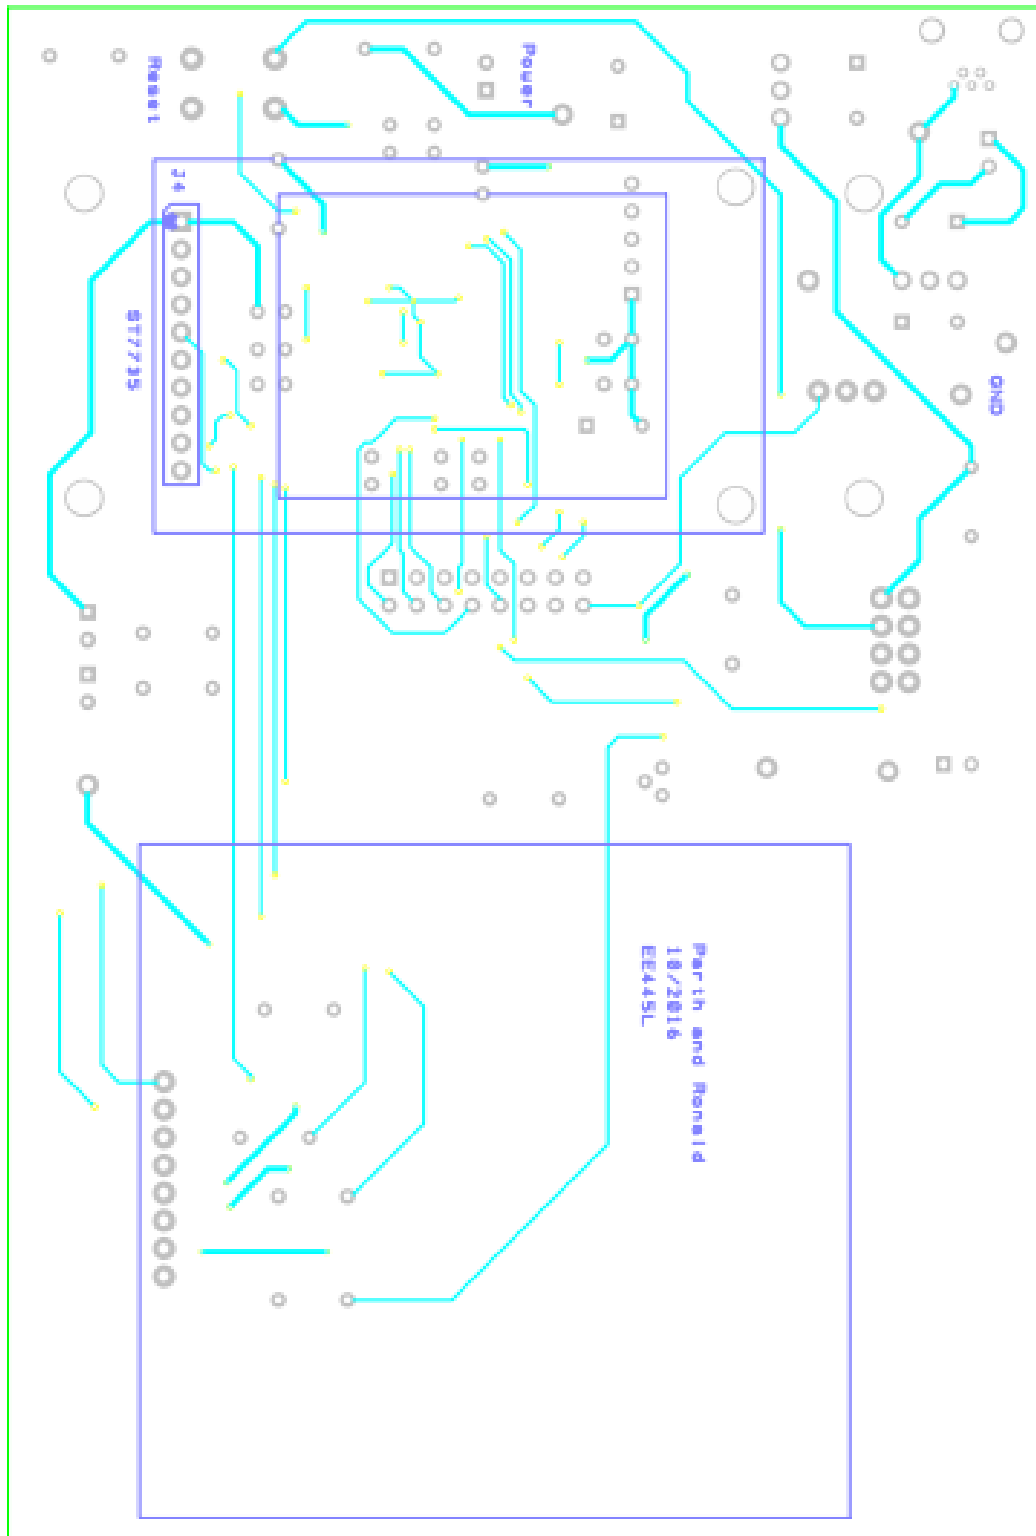 Reset
Power
J4
ST7735
GND
Parth and Ronald
10/2016
EE445L